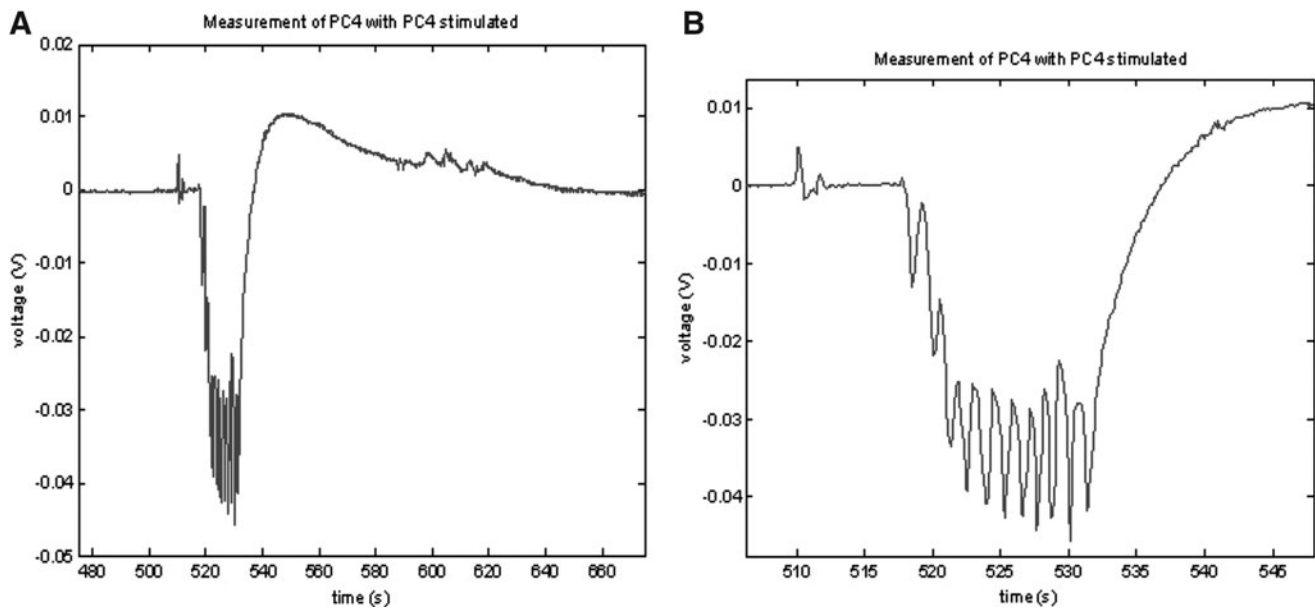 A
Measurement of PC4 with PC4 stimulated
0.02
0.01
0
-0.01
-0.02
-0.03
-0.04
-0.05
voltage (V)
480 500 520 540 560 580 600 620 640 660
time (s)
B
Measurement of PC4 with PC4 stimulated
0.01
0
-0.01
-0.02
-0.03
-0.04
voltage (V)
510 515 520 525 530 535 540 545
time (s)